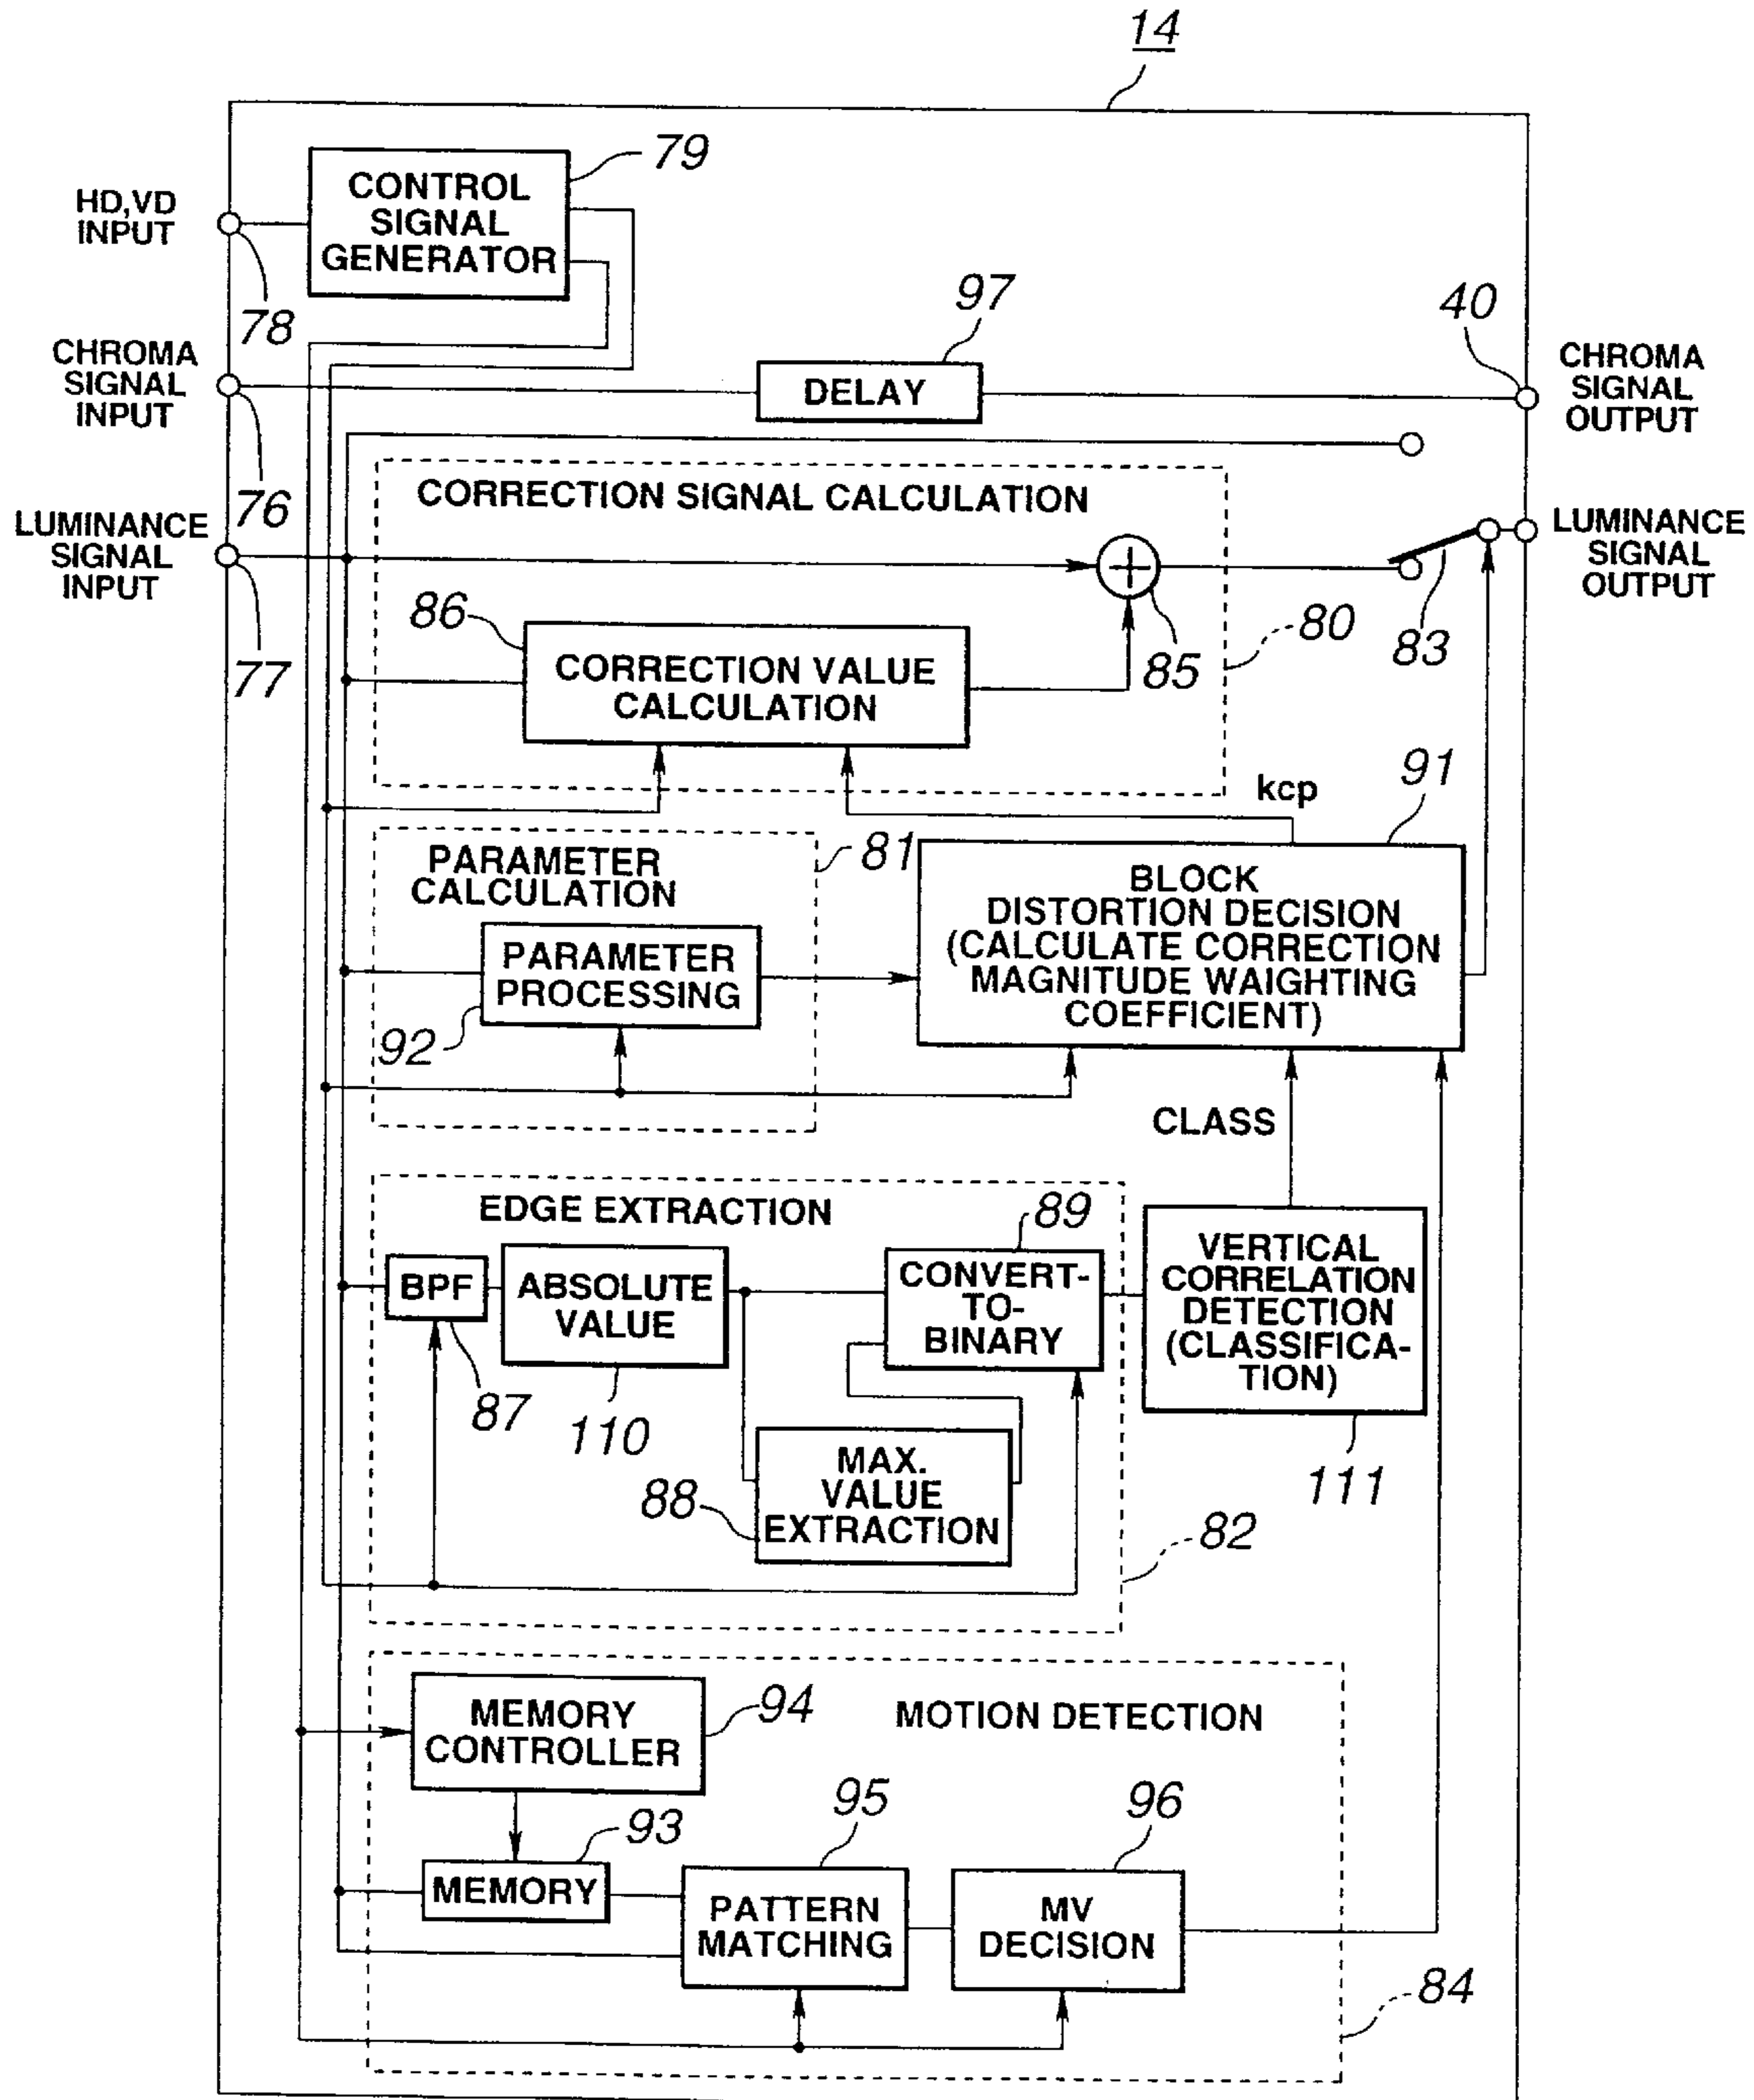 14
79
CONTROL
SIGNAL
GENERATOR
HD,VD
INPUT
78
97
40
CHROMA
SIGNAL
INPUT
DELAY
CHROMA
SIGNAL
OUTPUT
76
CORRECTION SIGNAL CALCULATION
LUMINANCE
SIGNAL
INPUT
LUMINANCE
SIGNAL
OUTPUT
77
86
80
83
85
CORRECTION VALUE
CALCULATION
kcp
91
81
PARAMETER
CALCULATION
BLOCK
DISTORTION DECISION
(CALCULATE CORRECTION
MAGNITUDE WAIGHTING
COEFFICIENT)
PARAMETER
PROCESSING
92
CLASS
EDGE EXTRACTION
89
BPF
ABSOLUTE
VALUE
CONVERT-
TO-
BINARY
VERTICAL
CORRELATION
DETECTION
(CLASSIFICA-
TION)
87
110
88
MAX.
VALUE
EXTRACTION
111
82
MEMORY
CONTROLLER
94
MOTION DETECTION
93
95
96
MEMORY
PATTERN
MATCHING
MV
DECISION
84